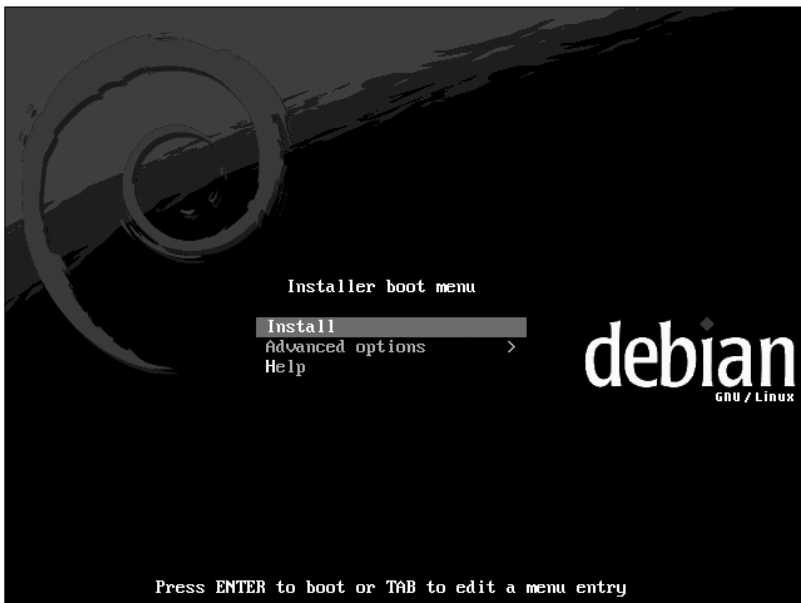 Installer boot menu
Install
Advanced options >
Help
debian
GNU / Linux
Press ENTER to boot or TAB to edit a menu entry